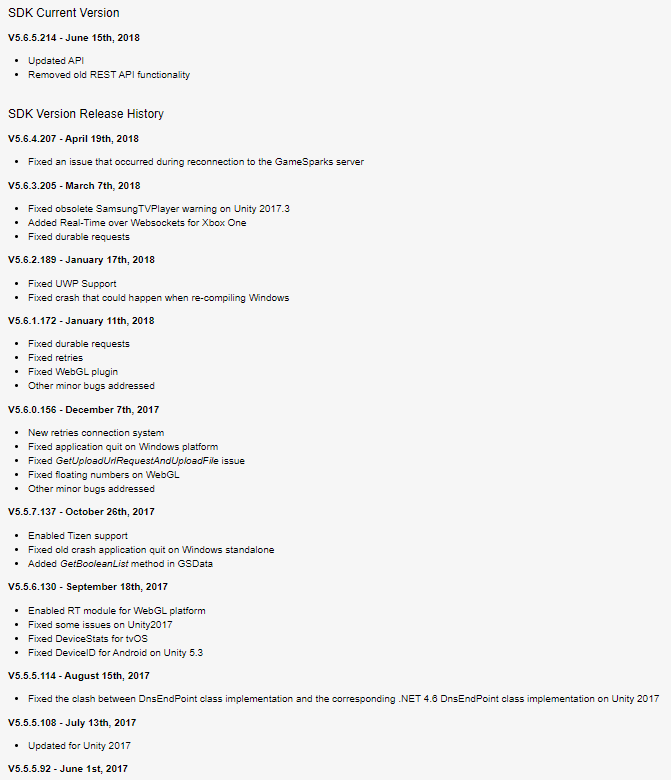 SDK Current Version
V5.6.5.214 - June 15th, 2018
• Updated API
• Removed old REST API functionality
SDK Version Release History
V5.6.4.207 - April 19th, 2018
• Fixed an issue that occurred during reconnection to the GameSparks server
V5.6.3.205 - March 7th, 2018
• Fixed obsolete SamsungTVPlayer warning on Unity 2017.3
• Added Real-Time over Websockets for Xbox One
• Fixed durable requests
V5.6.2.189 - January 17th, 2018
• Fixed UWP Support
• Fixed crash that could happen when re-compiling Windows
V5.6.1.172 - January 11th, 2018
• Fixed durable requests
• Fixed retries
• Fixed WebGL plugin
• Other minor bugs addressed
V5.6.0.156 - December 7th, 2017
• New retries connection system
• Fixed application quit on Windows platform
• Fixed GetUploadUrlRequestAndUploadFile issue
• Fixed floating numbers on WebGL
• Other minor bugs addressed
V5.5.7.137 - October 26th, 2017
• Enabled Tizen support
• Fixed old crash application quit on Windows standalone
• Added GetBooleanList method in GSData
V5.5.6.130 - September 18th, 2017
• Enabled RT module for WebGL platform
• Fixed some issues on Unity2017
• Fixed DeviceStats for tvOS
• Fixed DeviceID for Android on Unity 5.3
V5.5.5.114 - August 15th, 2017
• Fixed the clash between DnsEndPoint class implementation and the corresponding .NET 4.6 DnsEndPoint class implementation on Unity 2017
V5.5.5.108 - July 13th, 2017
• Updated for Unity 2017
V5.5.5.92 - June 1st, 2017